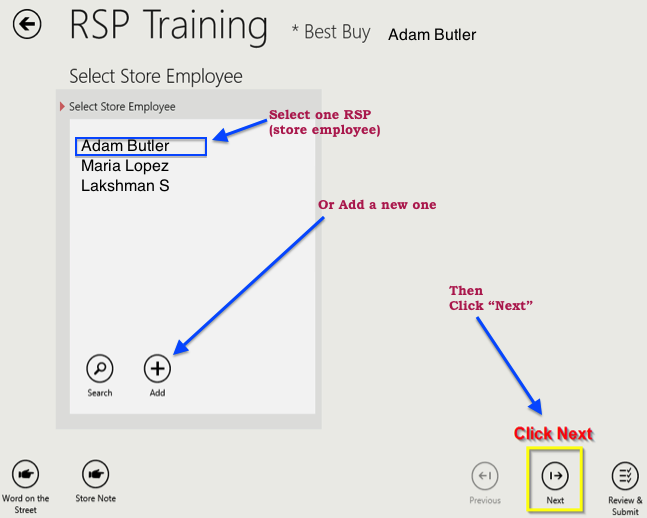 RSP Training * Best Buy Adam Butler
Select Store Employee
Select Store Employee
Select one RSP
(store employee)
Adam Butler
Maria Lopez
Lakshman S
Or Add a new one
Then
Click “Next”
Search
Add
Click Next
Word on the
Street
Store Note
Previous
Next
Review &
Submit